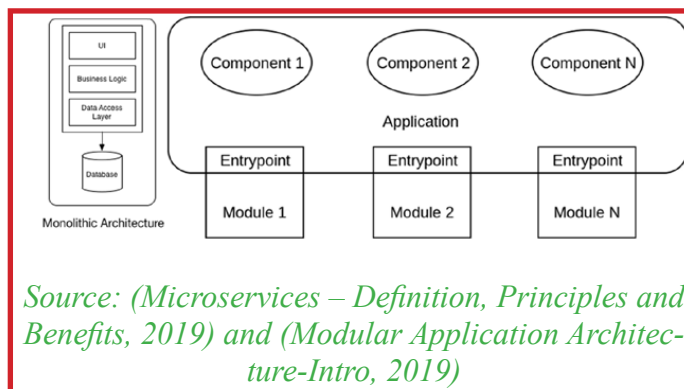 UI
Business Logic
Data Access
Layer
Database
Monolithic Architecture
Component 1
Component 2
Component N
Application
Entrypoint
Entrypoint
Entrypoint
Module 1
Module 2
Module N
Source: (Microservices – Definition, Principles and
Benefits, 2019) and (Modular Application Architec-
ture-Intro, 2019)